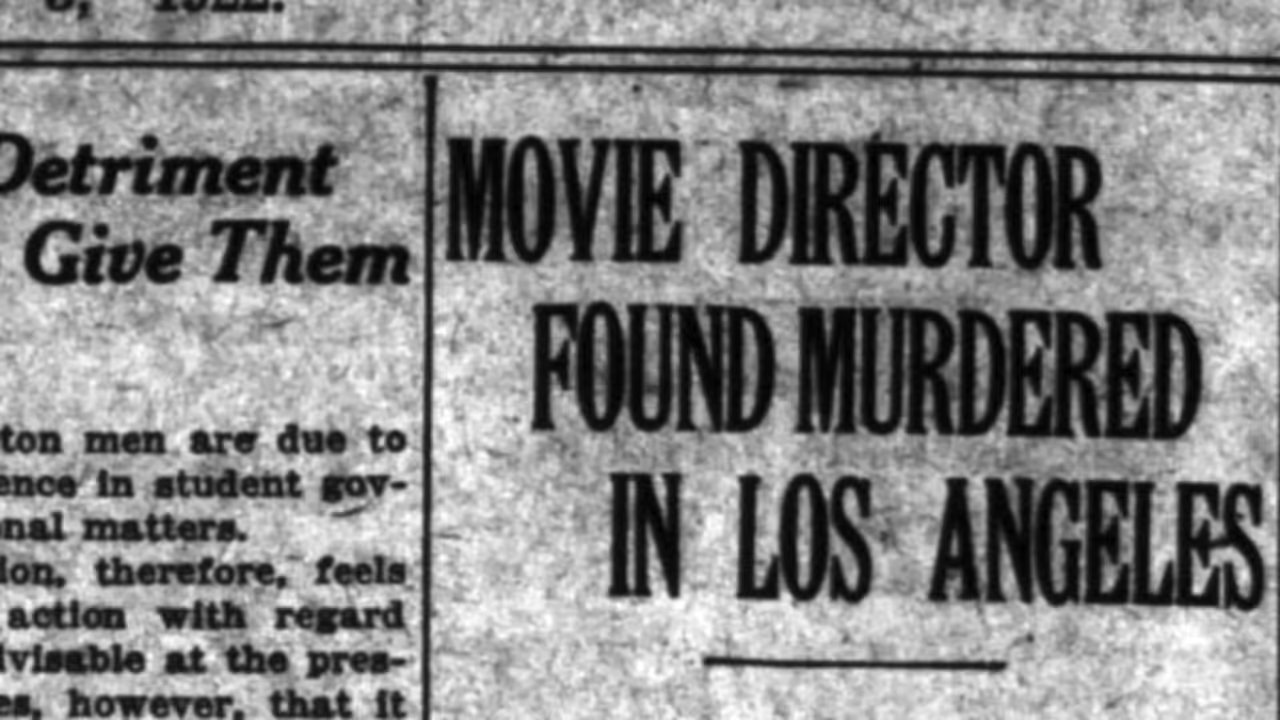 1922.
Detriment
Give Them
ton men are due to
ence in student gov-
nal matters.
ion, therefore, feels
action with regard
visable at the pres-
es, however, that it
MOVIE DIRECTOR
FOUND MURDERED
IN LOS ANGELES